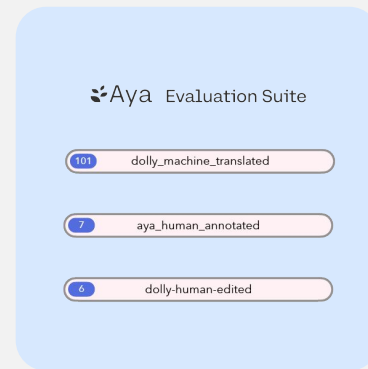 Aya Evaluation Suite
101 dolly_machine_translated
7 aya_human_annotated
6 dolly-human-edited